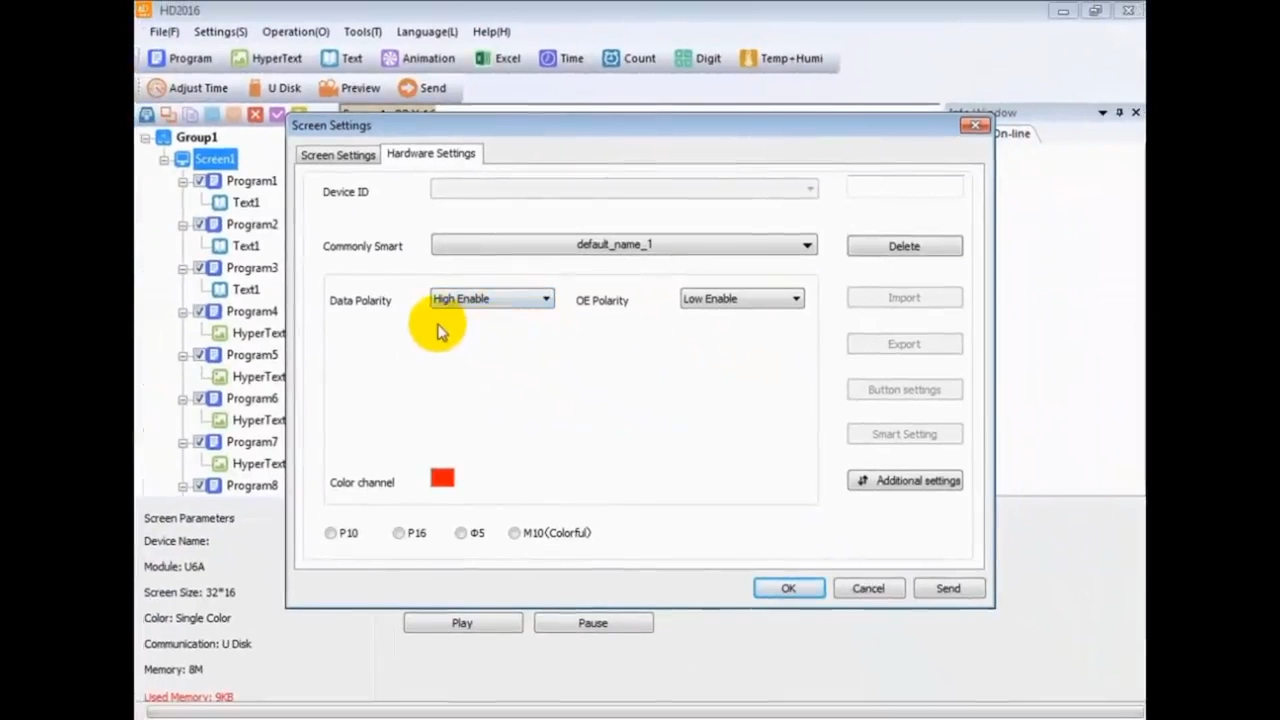 HD2016
File(F) Settings(S) Operation(O) Tools(T) Language(L) Help(H)
Program HyperText Text Animation Excel Time Count Digit Temp+Humi
Adjust Time U Disk Preview Send
Group1
Screen1
Program1
Text1
Program2
Text1
Program3
Text1
Program4
HyperText
Program5
HyperText
Program6
HyperText
Program7
HyperText
Program8
On-line
Screen Settings
Screen Settings Hardware Settings
Device ID
Commonly Smart default_name_1 Delete
Data Polarity High Enable OE Polarity Low Enable Import
Export
Button settings
Smart Setting
Color channel Additional settings
P10 P16 Φ5 M10(Colorful)
OK Cancel Send
Play Pause
Screen Parameters
Device Name:
Module: U6A
Screen Size: 32*16
Color: Single Color
Communication: U Disk
Memory: 8M
Used Memory: 9KB